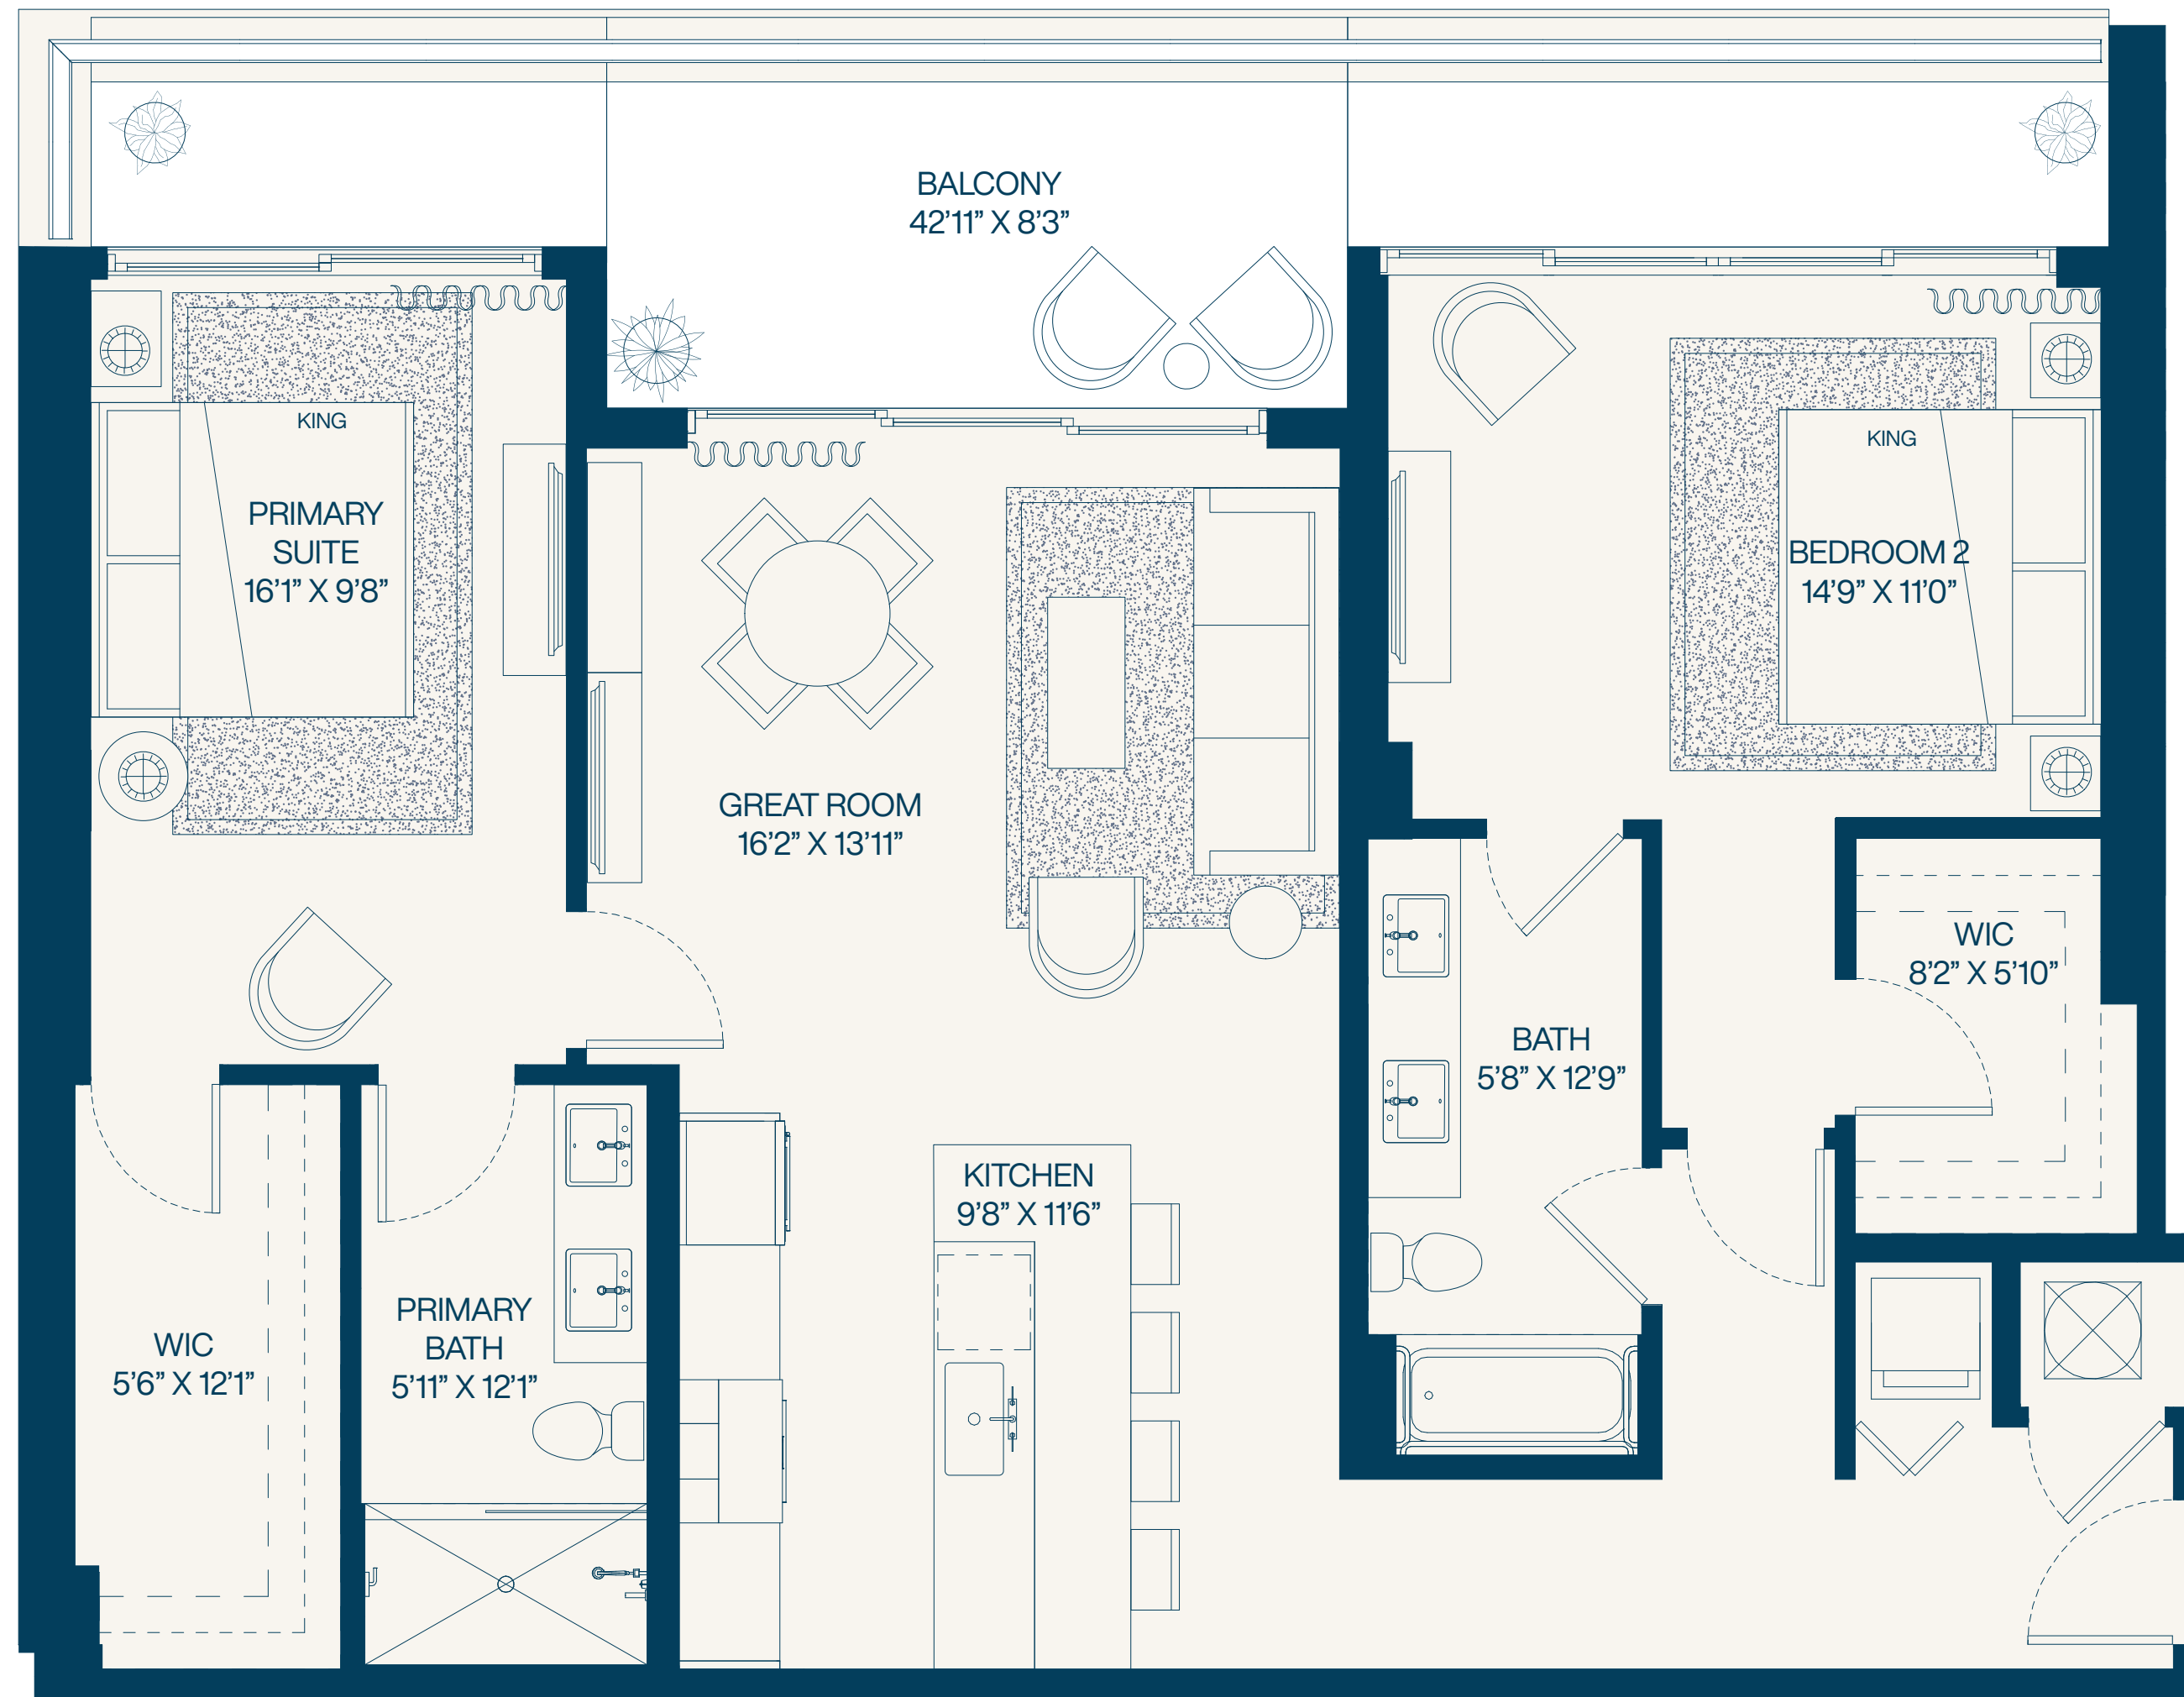 BALCONY
42’11” X 8’3”
KING
PRIMARY
SUITE
16’1” X 9’8”
KING
BEDROOM 2
14’9” X 11’0”
GREAT ROOM
16’2” X 13’11”
WIC
8’2” X 5’10”
BATH
5’8” X 12’9”
KITCHEN
9’8” X 11’6”
PRIMARY
BATH
5’11” X 12’1”
WIC
5’6” X 12’1”